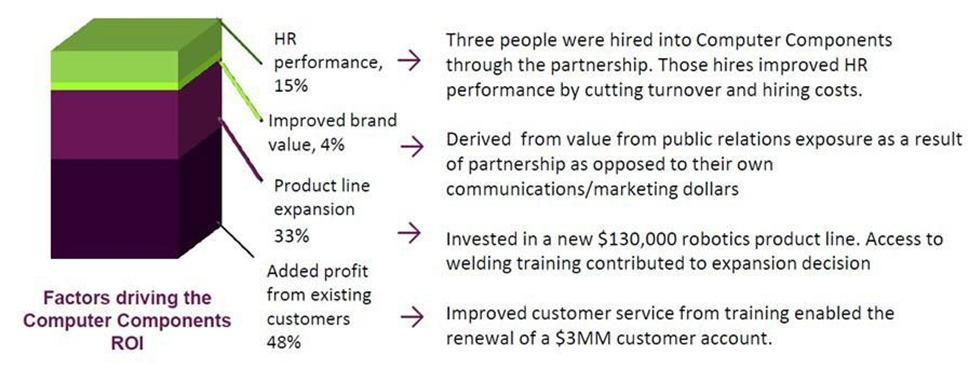 HR
performance,
15%
Three people were hired into Computer Components
through the partnership. Those hires improved HR
performance by cutting turnover and hiring costs.
Improved brand
value, 4%
Derived from value from public relations exposure as a result
of partnership as opposed to their own
communications/marketing dollars
Product line
expansion
33%
Invested in a new $130,000 robotics product line. Access to
welding training contributed to expansion decision
Added profit
from existing
customers
48%
Improved customer service from training enabled the
renewal of a $3MM customer account.
Factors driving the
Computer Components
ROI